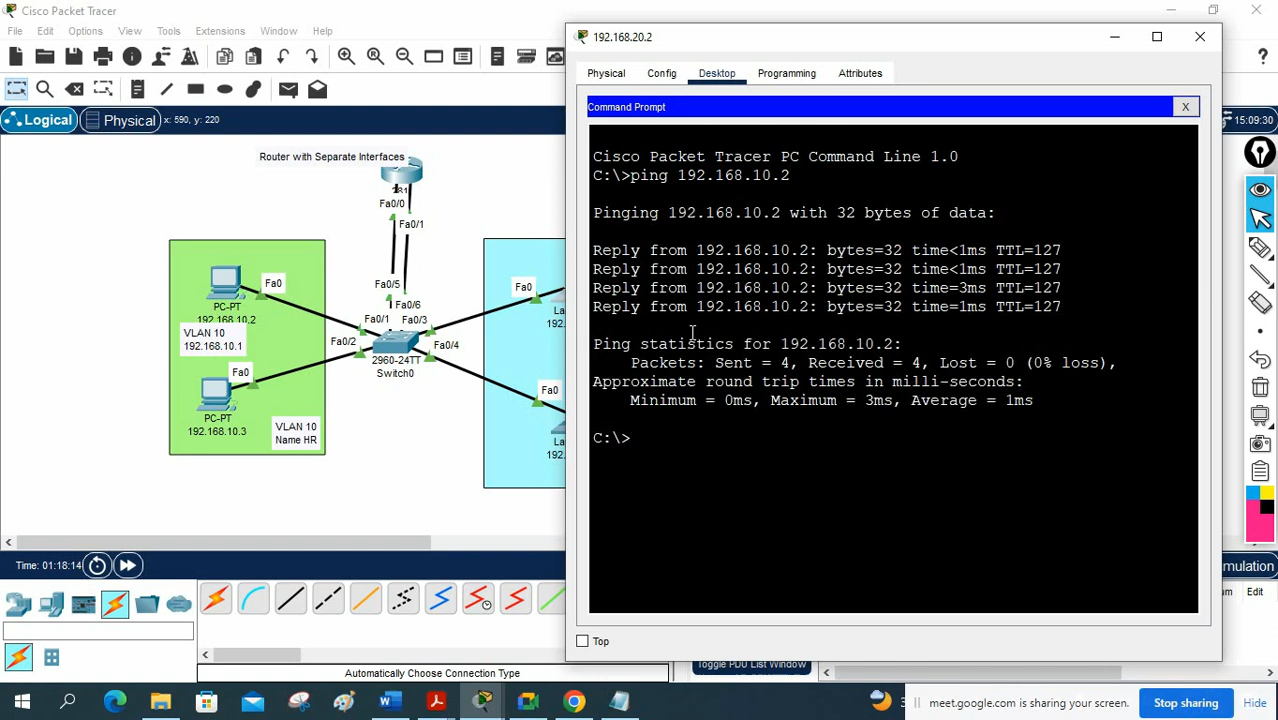 Cisco Packet Tracer
File Edit Options View Tools Extensions Window Help
Logical Physical x: 590, y: 220
15:09:30
Router with Separate Interfaces
Fa0/0
Fa0/1
Fa0/5
Fa0/6
Fa0/1
Fa0/3
Fa0/2
Fa0/4
2960-24TT
Switch0
Fa0
PC-PT
192.168.10.2
VLAN 10
192.168.10.1
Fa0
PC-PT
192.168.10.3
VLAN 10
Name HR
Fa0
La
192
Fa0
La
192
192.168.20.2
Physical Config Desktop Programming Attributes
Command Prompt X
Cisco Packet Tracer PC Command Line 1.0
C:\>ping 192.168.10.2
Pinging 192.168.10.2 with 32 bytes of data:
Reply from 192.168.10.2: bytes=32 time<1ms TTL=127
Reply from 192.168.10.2: bytes=32 time<1ms TTL=127
Reply from 192.168.10.2: bytes=32 time=3ms TTL=127
Reply from 192.168.10.2: bytes=32 time=1ms TTL=127
Ping statistics for 192.168.10.2:
Packets: Sent = 4, Received = 4, Lost = 0 (0% loss),
Approximate round trip times in milli-seconds:
Minimum = 0ms, Maximum = 3ms, Average = 1ms
C:\>
Top
Time: 01:18:14
mulation
Edit
Automatically Choose Connection Type
Toggle PDU List Window
meet.google.com is sharing your screen. Stop sharing Hide